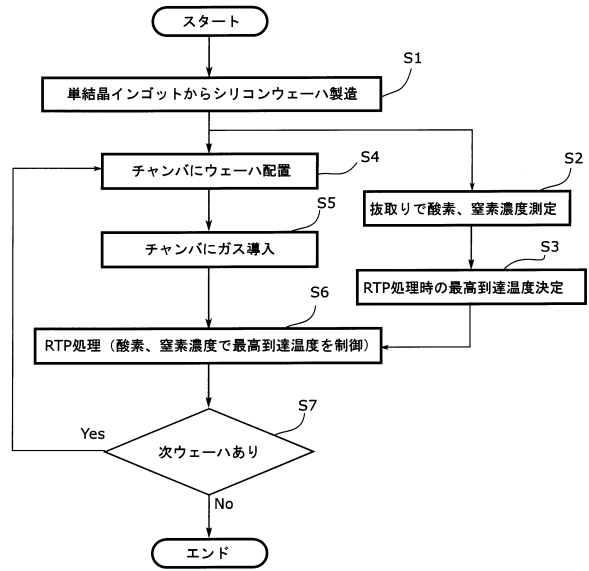 スタート
S1
単結晶インゴットからシリコンウェーハ製造
S4
チャンバにウェーハ配置
S2
抜取りで酸素、窒素濃度測定
S5
チャンバにガス導入
S3
RTP処理時の最高到達温度決定
S6
RTP処理（酸素、窒素濃度で最高到達温度を制御）
S7
Yes
次ウェーハあり
No
エンド